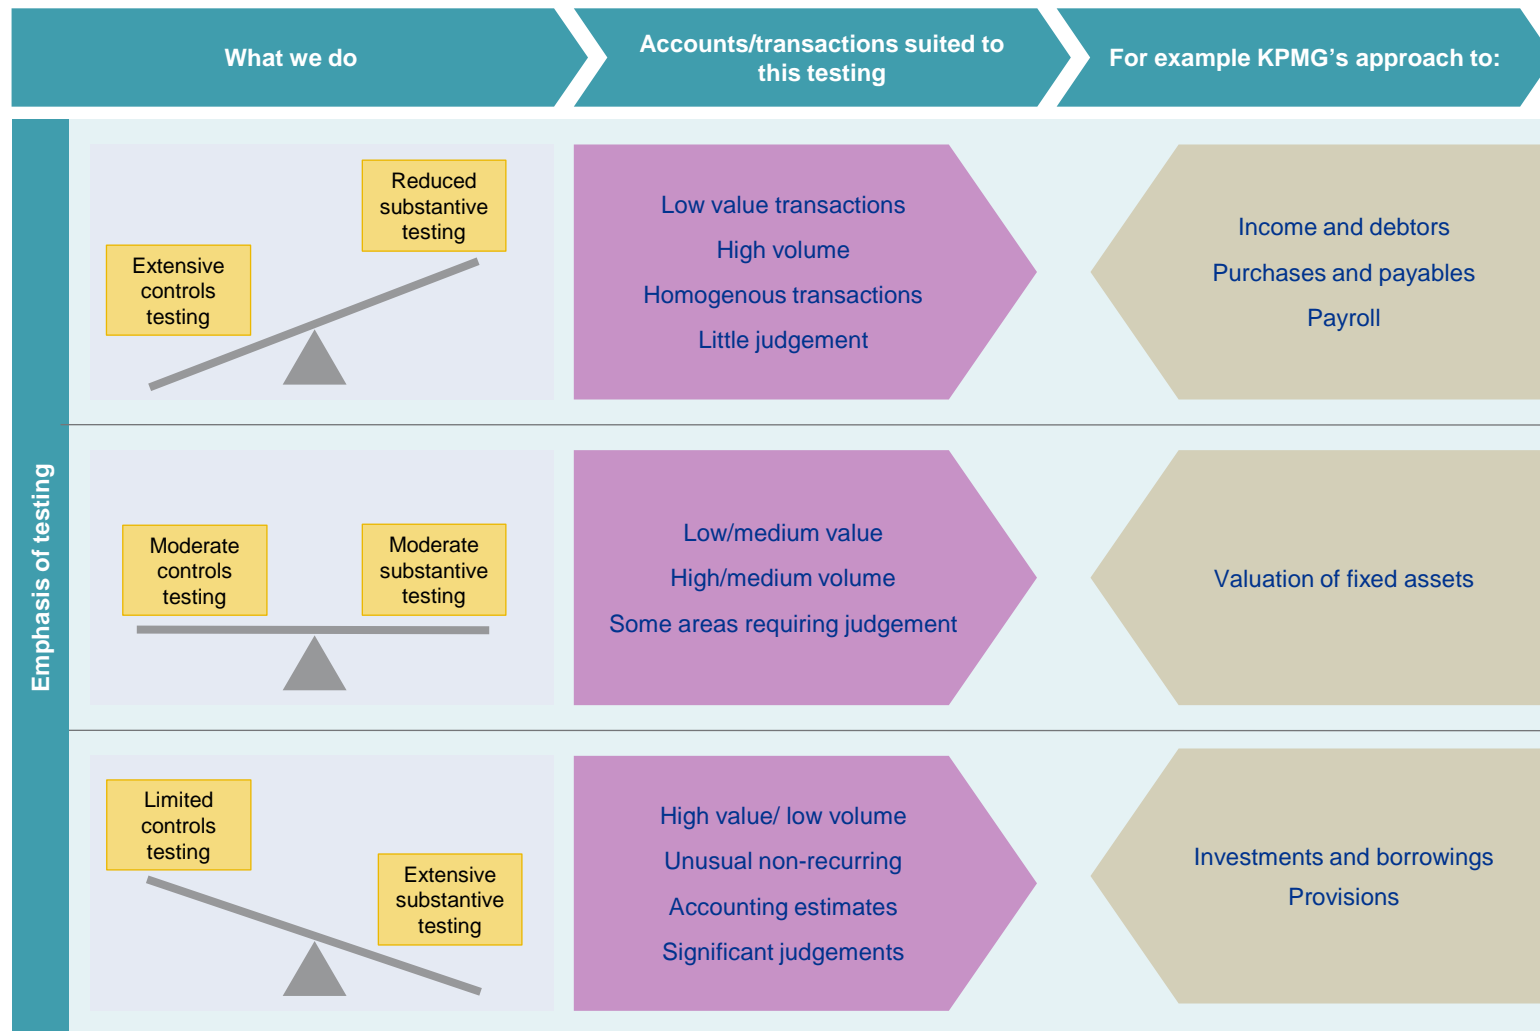 What we do
Accounts/transactions suited to
this testing
For example KPMG's approach to:
Emphasis of testing
Extensive
controls
testing
Reduced
substantive
testing
Low value transactions
High volume
Homogenous transactions
Little judgement
Income and debtors
Purchases and payables
Payroll
Moderate
controls
testing
Moderate
substantive
testing
Low/medium value
High/medium volume
Some areas requiring judgement
Valuation of fixed assets
Limited
controls
testing
Extensive
substantive
testing
High value/ low volume
Unusual non-recurring
Accounting estimates
Significant judgements
Investments and borrowings
Provisions